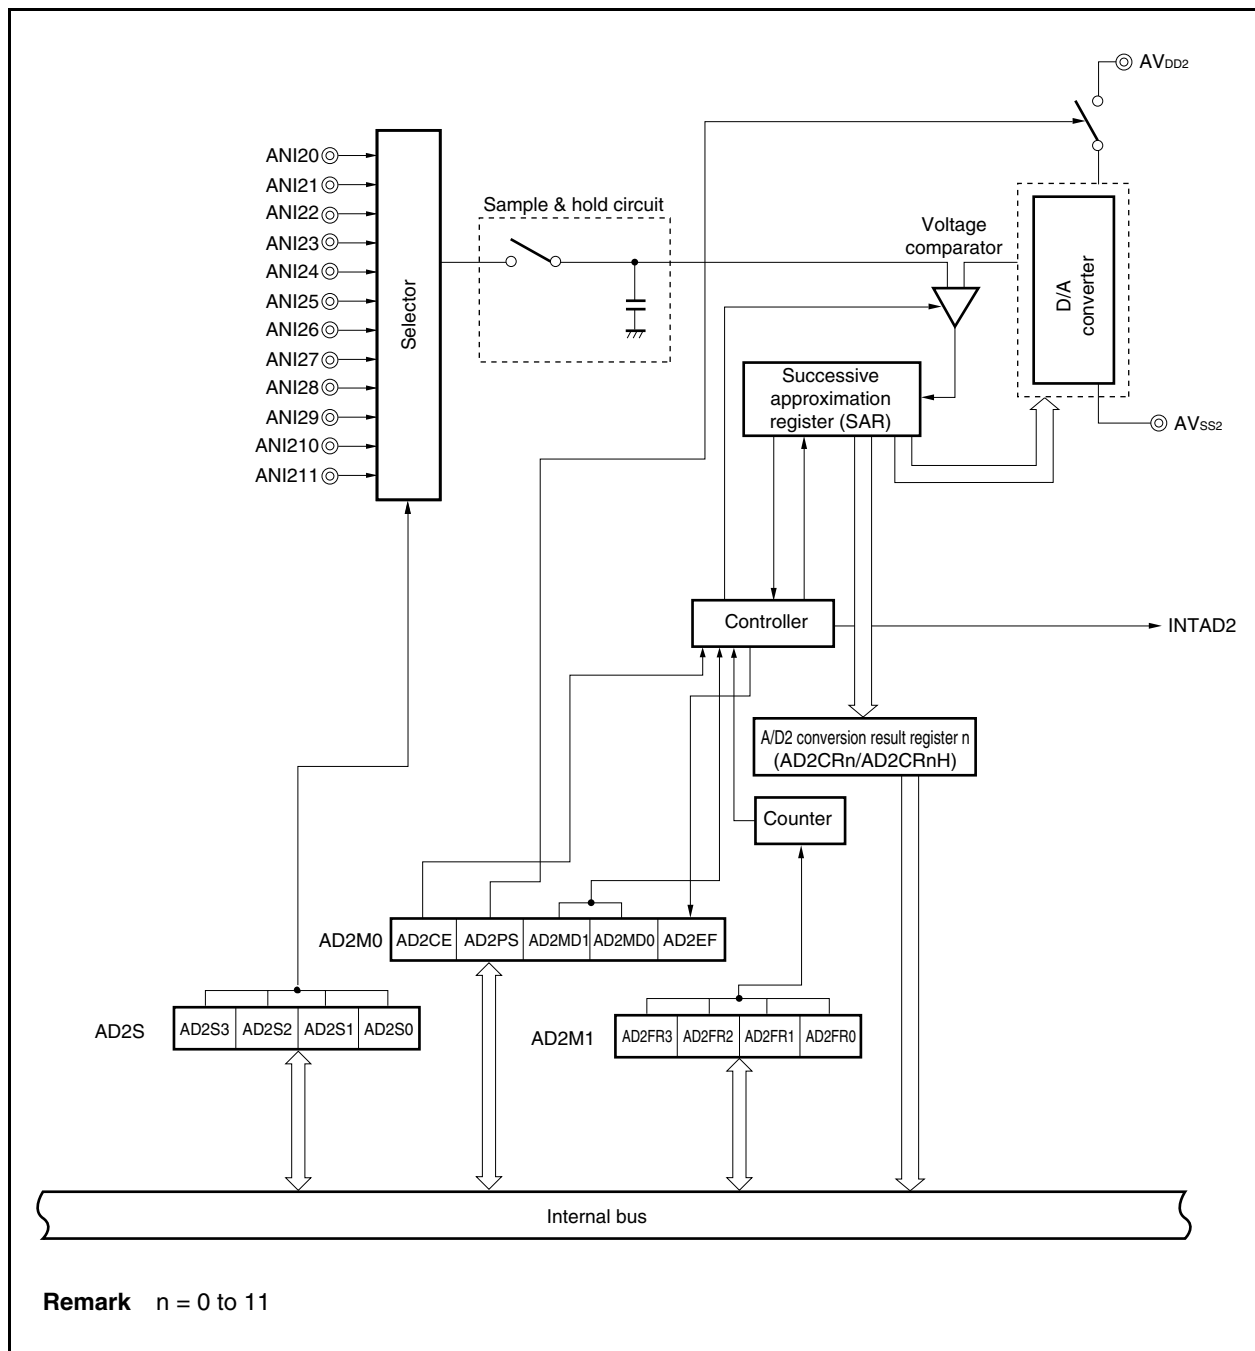 AVDD2
ANI20
ANI21
ANI22
ANI23
ANI24
ANI25
ANI26
ANI27
ANI28
ANI29
ANI210
ANI211
Selector
Sample & hold circuit
Voltage
comparator
D/A
converter
AVSS2
Successive
approximation
register (SAR)
Controller
INTAD2
A/D2 conversion result register n
(AD2CRn/AD2CRnH)
Counter
AD2M0
AD2CE
AD2PS
AD2MD1
AD2MD0
AD2EF
AD2S
AD2S3
AD2S2
AD2S1
AD2S0
AD2M1
AD2FR3
AD2FR2
AD2FR1
AD2FR0
Internal bus
Remark n = 0 to 11